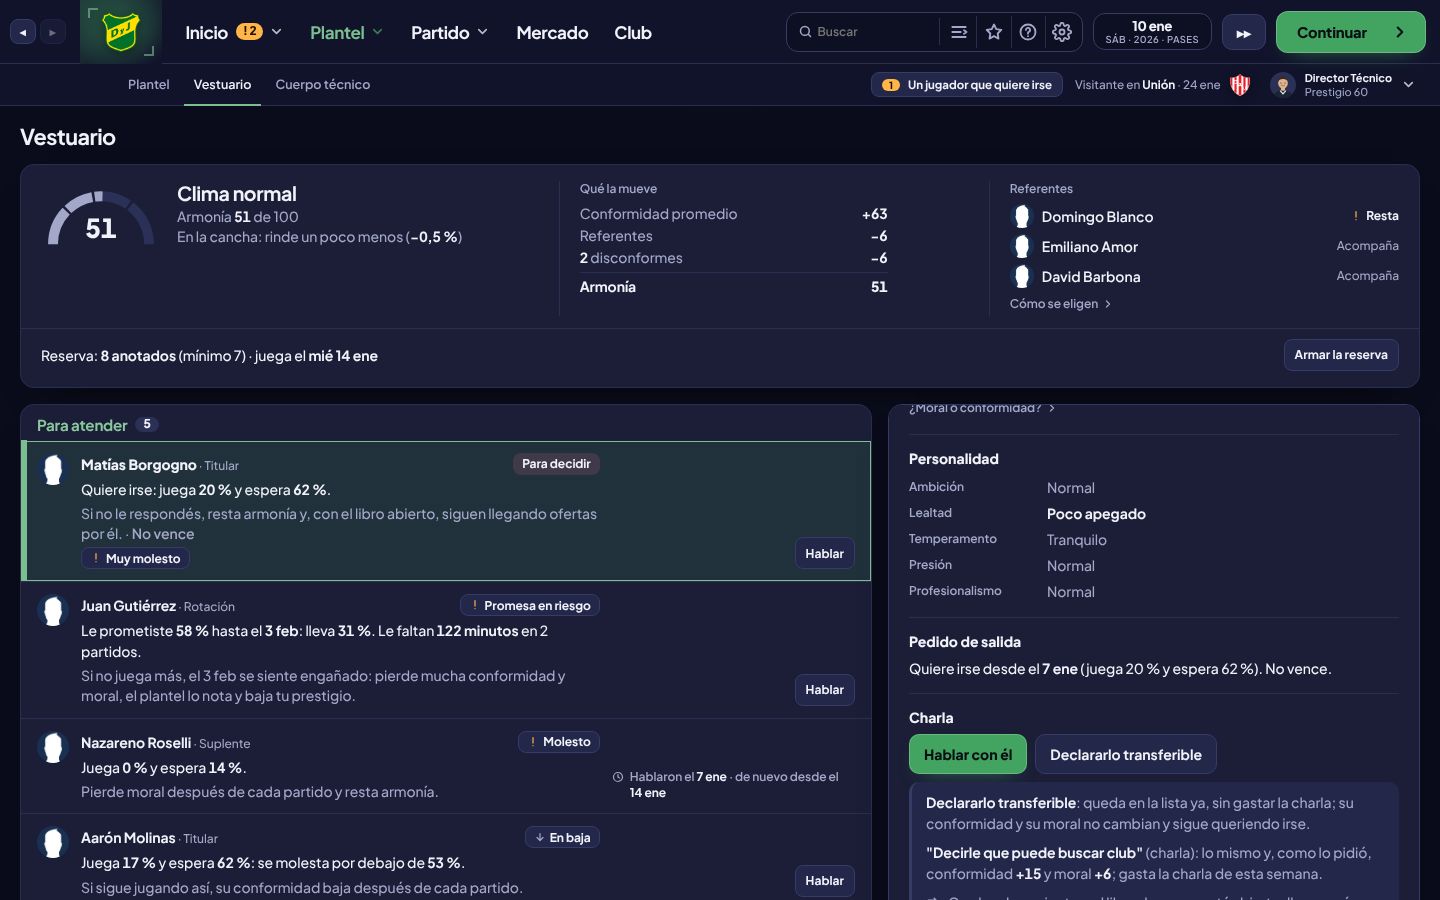 Inicio
! 2
Plantel
Partido
Mercado
Club
Buscar
10 ene
SÁB · 2026 · PASES
Continuar
Plantel
Vestuario
Cuerpo técnico
1 Un jugador que quiere irse
Visitante en Unión · 24 ene
Director Técnico
Prestigio 60
Vestuario
51
Clima normal
Armonía 51 de 100
En la cancha: rinde un poco menos (−0,5 %)
Qué la mueve
Conformidad promedio +63
Referentes −6
2 disconformes −6
Armonía 51
Referentes
Domingo Blanco ! Resta
Emiliano Amor Acompaña
David Barbona Acompaña
Cómo se eligen
Reserva: 8 anotados (mínimo 7) · juega el mié 14 ene
Armar la reserva
Para atender 5
Matías Borgogno · Titular
Para decidir
Quiere irse: juega 20 % y espera 62 %.
Si no le respondés, resta armonía y, con el libro abierto, siguen llegando ofertas
por él. · No vence
! Muy molesto
Hablar
Juan Gutiérrez · Rotación
! Promesa en riesgo
Le prometiste 58 % hasta el 3 feb: lleva 31 %. Le faltan 122 minutos en 2
partidos.
Si no juega más, el 3 feb se siente engañado: pierde mucha conformidad y
moral, el plantel lo nota y baja tu prestigio.
Hablar
Nazareno Roselli · Suplente
! Molesto
Juega 0 % y espera 14 %.
Pierde moral después de cada partido y resta armonía.
Hablaron el 7 ene · de nuevo desde el
14 ene
Aarón Molinas · Titular
En baja
Juega 17 % y espera 62 %: se molesta por debajo de 53 %.
Si sigue jugando así, su conformidad baja después de cada partido.
Hablar
¿Moral o conformidad?
Personalidad
Ambición Normal
Lealtad Poco apegado
Temperamento Tranquilo
Presión Normal
Profesionalismo Normal
Pedido de salida
Quiere irse desde el 7 ene (juega 20 % y espera 62 %). No vence.
Charla
Hablar con él
Declararlo transferible
Declararlo transferible: queda en la lista ya, sin gastar la charla; su
conformidad y su moral no cambian y sigue queriendo irse.
"Decirle que puede buscar club" (charla): lo mismo y, como lo pidió,
conformidad +15 y moral +6; gasta la charla de esta semana.